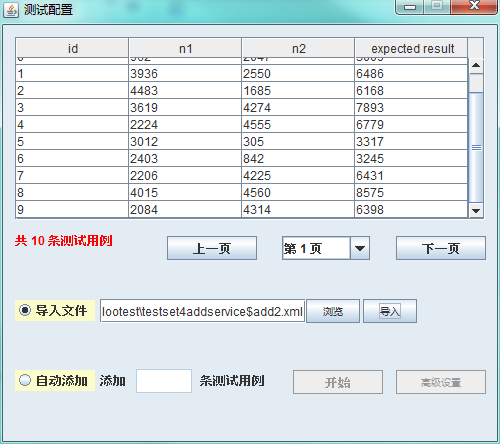 测试配置
id n1 n2 expected result
1 3936 2550 6486
2 4483 1685 6168
3 3619 4274 7893
4 2224 4555 6779
5 3012 305 3317
6 2403 842 3245
7 2206 4225 6431
8 4015 4560 8575
9 2084 4314 6398
共 10 条测试用例 上一页 第 1 页 下一页
导入文件 lootest\testset4addservice$add2.xml 浏览 导入
自动添加 添加 条测试用例 开始 高级设置